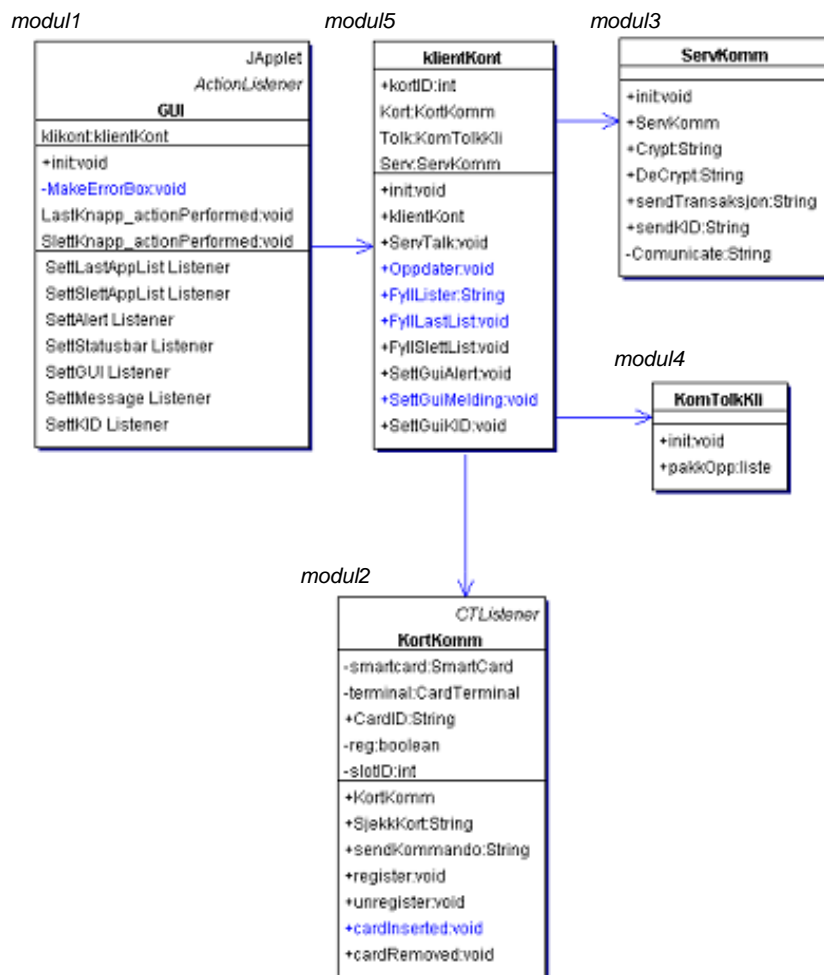 modul1
JApplet
ActionListener
GUI
klikont:klientKont
+init:void
-MakeErrorBox:void
LastKnapp_actionPerformed:void
SlettKnapp_actionPerformed:void
SettLastAppList Listener
SettSlettAppList Listener
SettAlert Listener
SettStatusbar Listener
SettGUI Listener
SettMessage Listener
SettKID Listener
modul5
klientKont
+kortID:int
Kort:KortKomm
Tolk:KomTolkKli
Serv:ServKomm
+init:void
+klientKont
+ServTalk:void
+Oppdater:void
+FyllLister:String
+FyllLastList:void
+FyllSlettList:void
+SettGuiAlert:void
+SettGuiMelding:void
+SettGuiKID:void
modul3
ServKomm
+init:void
+ServKomm
+Crypt:String
+DeCrypt:String
+sendTransaksjon:String
+sendKID:String
-Comunicate:String
modul4
KomTolkKli
+init:void
+pakkOpp:liste
modul2
CTListener
KortKomm
-smartcard:SmartCard
-terminal:CardTerminal
+CardID:String
-reg:boolean
-slotID:int
+KortKomm
+SjekkKort:String
+sendKommando:String
+register:void
+unregister:void
+cardInserted:void
+cardRemoved:void